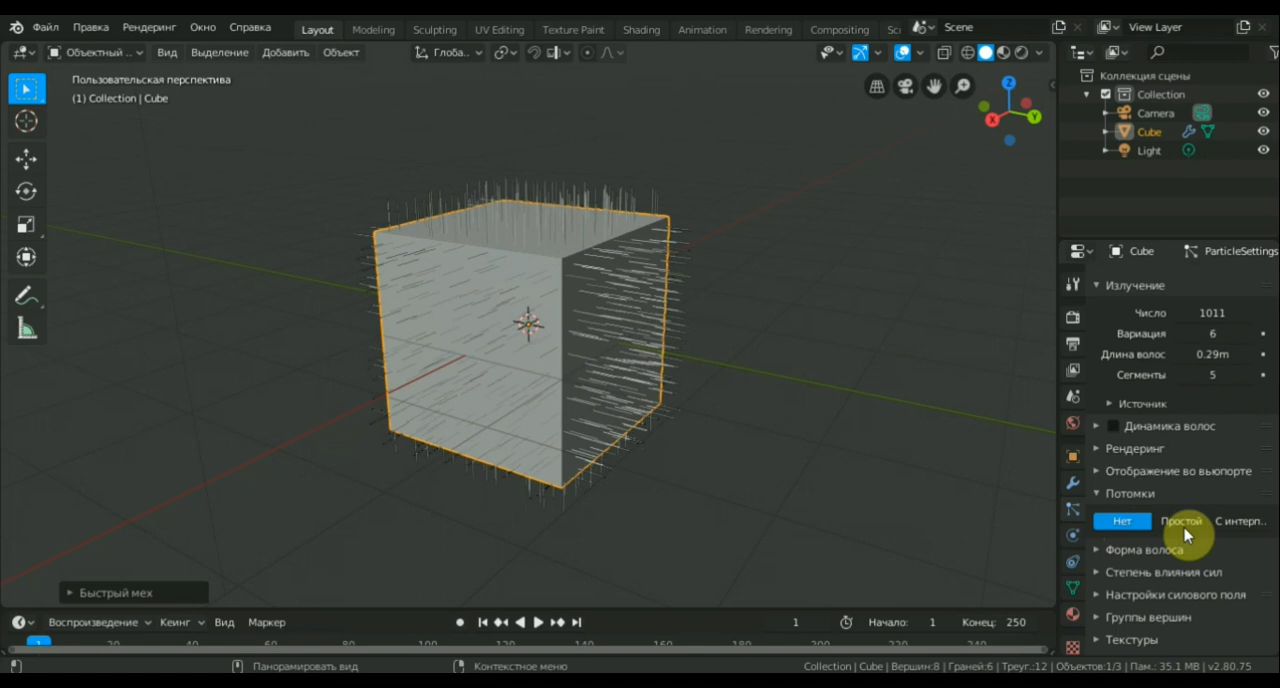 Файл Правка Рендеринг Окно Справка Layout Modeling Sculpting UV Editing Texture Paint Shading Animation Rendering Compositing Sc Scene View Layer
Объектный .. Вид Выделение Добавить Объект Глоба..
Пользовательская перспектива
(1) Collection | Cube
Z
Y
X
Коллекция сцены
Collection
Camera
Cube
Light
Cube ParticleSettings
Излучение
Число 1011
Вариация 6
Длина волос 0.29m
Сегменты 5
Источник
Динамика волос
Рендеринг
Отображение во вьюпорте
Потомки
Нет Простой С интерп..
Форма волоса
Степень влияния сил
Настройки силового поля
Группы вершин
Текстуры
Быстрый мех
Воспроизведение Кеинг Вид Маркер 1 Начало: 1 Конец: 250
1 20 40 60 80 100 120 140 160 180 200 220 240
Панорамировать вид Контекстное меню Collection | Cube | Вершин:8 | Граней:6 | Треуг.:12 | Объектов:1/3 | Пам.: 35.1 MB | v2.80.75